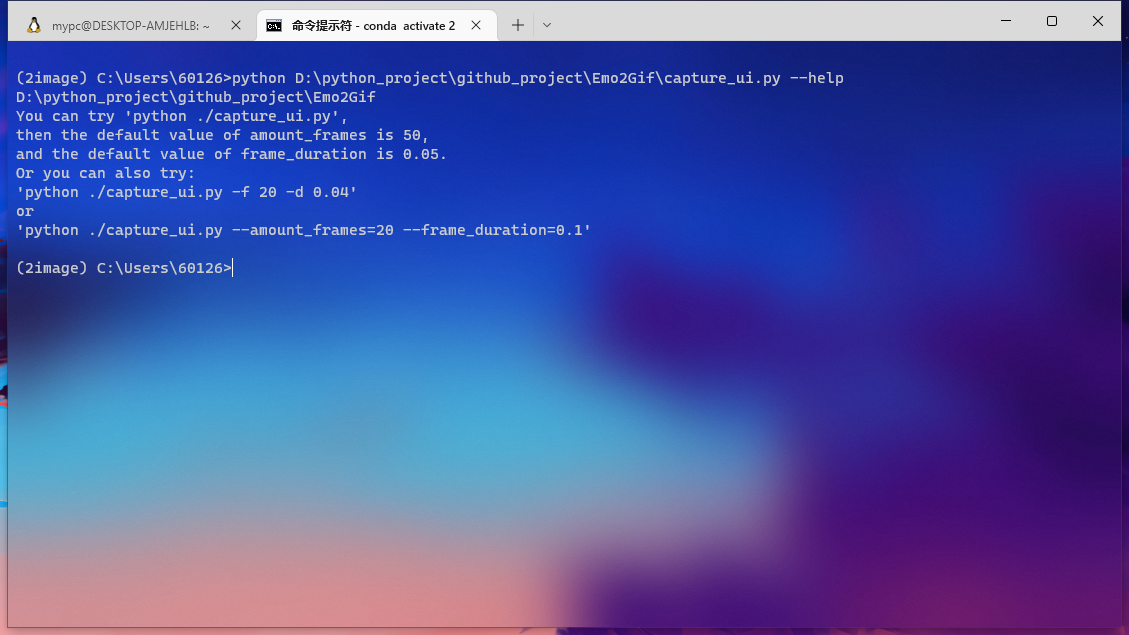 mypc@DESKTOP-AMJEHLB: ~
命令提示符 - conda  activate 2
(2image) C:\Users\60126>python D:\python_project\github_project\Emo2Gif\capture_ui.py --help
D:\python_project\github_project\Emo2Gif
You can try 'python ./capture_ui.py',
then the default value of amount_frames is 50,
and the default value of frame_duration is 0.05.
Or you can also try:
'python ./capture_ui.py -f 20 -d 0.04'
or
'python ./capture_ui.py --amount_frames=20 --frame_duration=0.1'
(2image) C:\Users\60126>